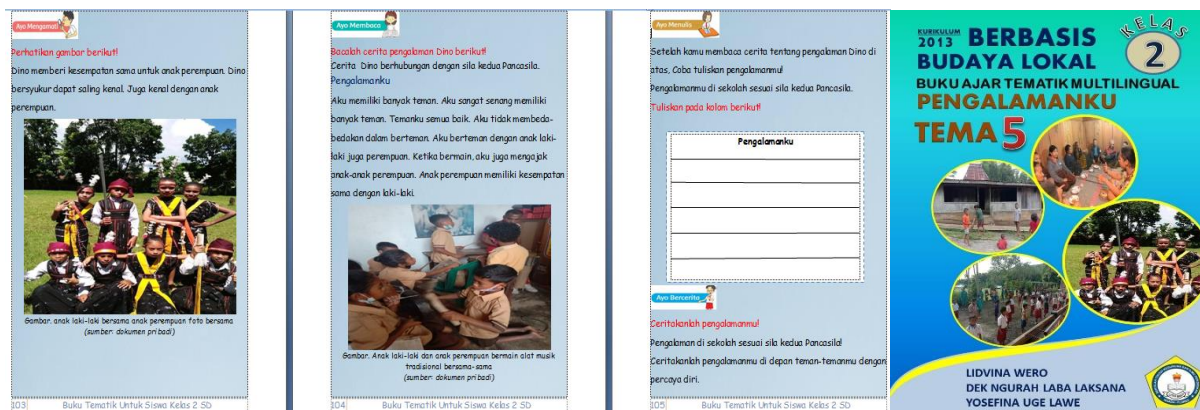 Ayo Mengamati
Perhatikan gambar berikut!
Dino memberi kesempatan sama untuk anak perempuan. Dino
bersyukur dapat saling kenal. Juga kenal dengan anak
perempuan.
Gambar. anak laki-laki bersama anak perempuan foto bersama
(sumber: dokumen pribadi)
103| Buku Tematik Untuk Siswa Kelas 2 SD
Ayo Membaca
Bacalah cerita pengalaman Dino berikut!
Cerita Dino berhubungan dengan sila kedua Pancasila.
Pengalamanku
Aku memiliki banyak teman. Aku sangat senang memiliki
banyak teman. Temanku semua baik. Aku tidak membeda-
bedakan dalam berteman. Aku berteman dengan anak laki-
laki juga perempuan. Ketika bermain, aku juga mengajak
anak-anak perempuan. Anak perempuan memiliki kesempatan
sama dengan laki-laki.
Gambar. Anak laki-laki dan anak perempuan bermain alat musik
tradisional bersama-sama
(sumber: dokumen pribadi)
104| Buku Tematik Untuk Siswa Kelas 2 SD
Ayo Menulis
Setelah kamu membaca cerita tentang pengalaman Dino di
atas, Coba tuliskan pengalamanmu!
Pengalamanmu di sekolah sesuai sila kedua Pancasila.
Tuliskan pada kolom berikut!
Pengalamanku
Ayo Bercerita
Ceritakanlah pengalamanmu!
Pengalaman di sekolah sesuai sila kedua Pancasila!
Ceritakanlah pengalamanmu di depan teman-temanmu dengan
percaya diri.
105| Buku Tematik Untuk Siswa Kelas 2 SD
KELAS
2
KURIKULUM
2013 BERBASIS
BUDAYA LOKAL
BUKU AJAR TEMATIK MULTILINGUAL
PENGALAMANKU
TEMA 5
LIDVINA WERO
DEK NGURAH LABA LAKSANA
YOSEFINA UGE LAWE